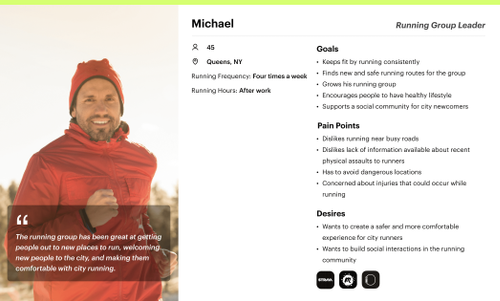 Michael
Running Group Leader
45
Queens, NY
Running Frequency: Four times a week
Running Hours: After work
Goals
• Keeps fit by running consistently
• Finds new and safe running routes for the group
• Grows his running group
• Encourages people to have healthy lifestyle
• Supports a social community for city newcomers
Pain Points
• Dislikes running near busy roads
• Dislikes lack of information available about recent
physical assaults to runners
• Has to avoid dangerous locations
• Concerned about injuries that could occur while
running
Desires
• Wants to create a safer and more comfortable
experience for city runners
• Wants to build social interactions in the running
community
STRAVA
“
The running group has been great at getting
people out to new places to run, welcoming
new people to the city, and making them
comfortable with city running.